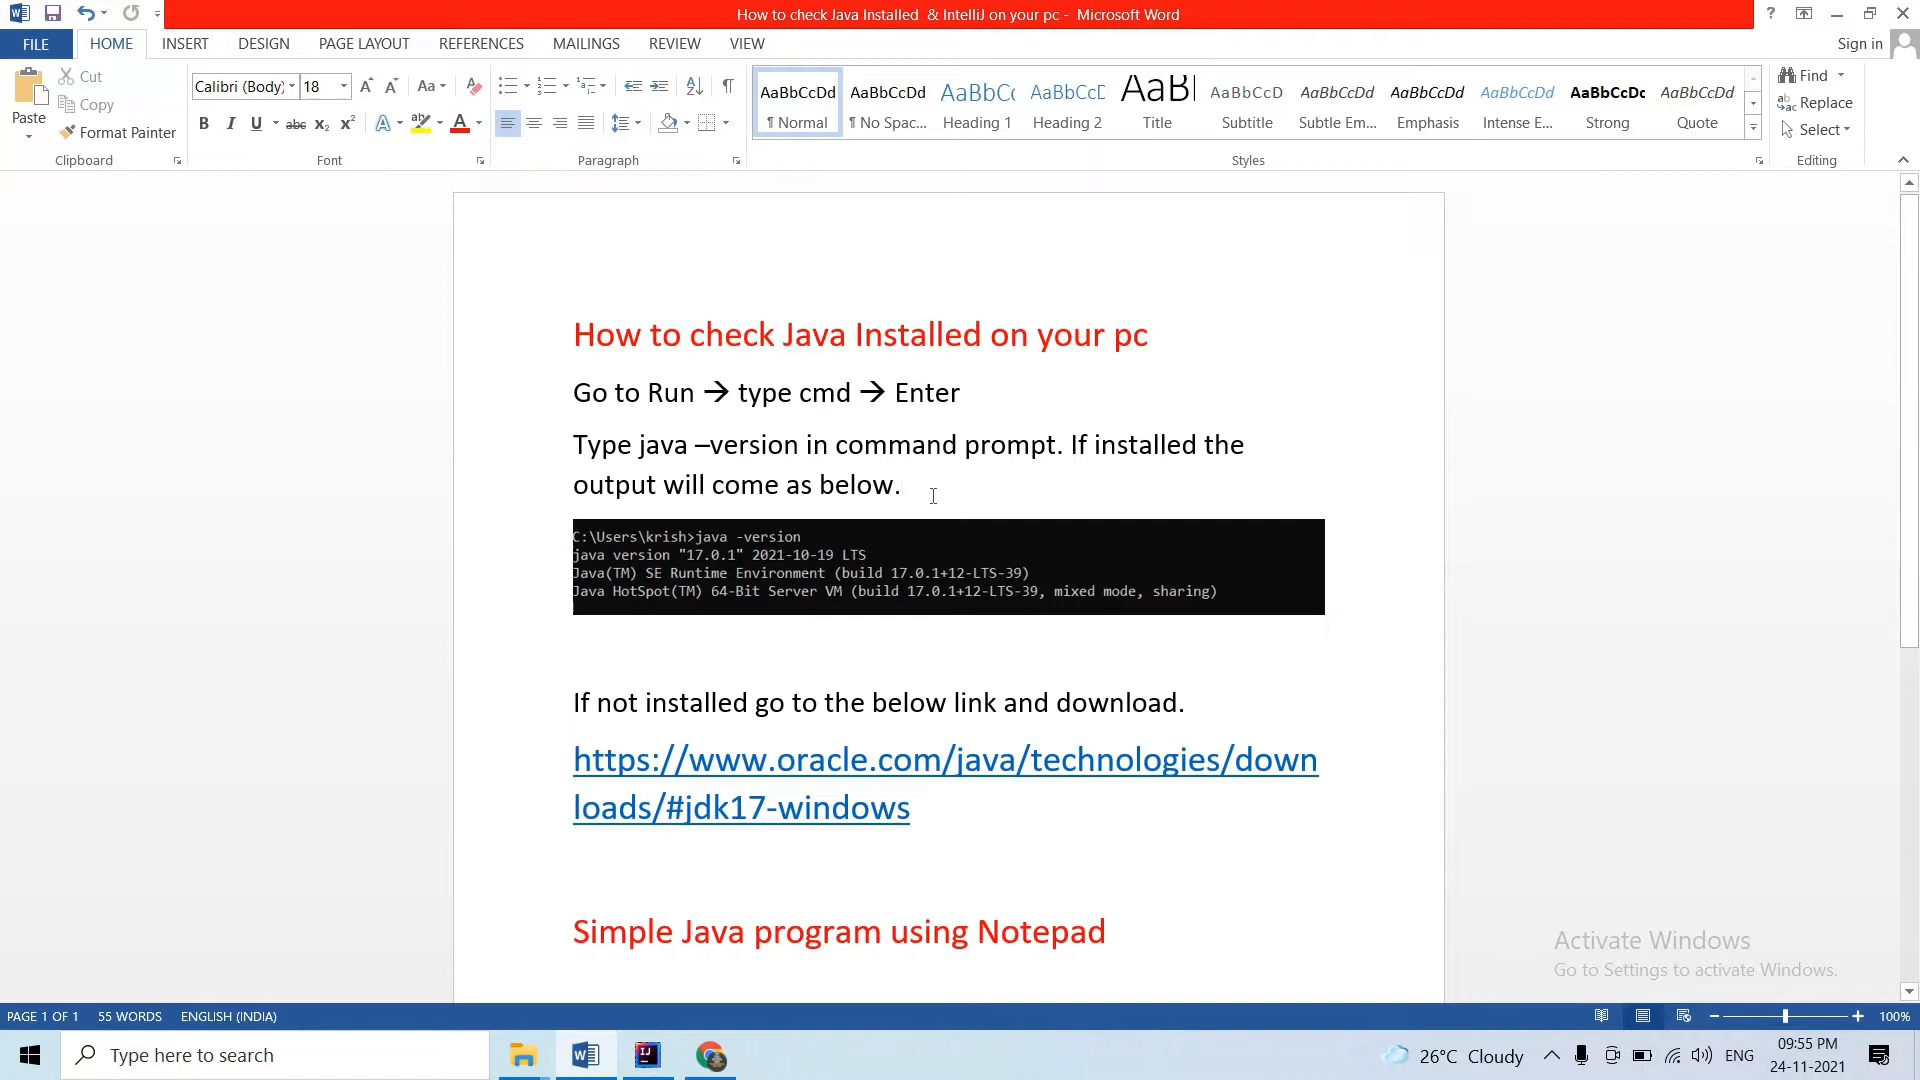 How to check Java Installed & IntelliJ on your pc - Microsoft Word
FILE HOME INSERT DESIGN PAGE LAYOUT REFERENCES MAILINGS REVIEW VIEW
Sign in
Paste
Cut
Copy
Format Painter
Clipboard
Calibri (Body) 18
Font
Paragraph
AaBbCcDd AaBbCcDd AaBbCc AaBbCcC AaBl AaBbCcD AaBbCcDd AaBbCcDd AaBbCcDd AaBbCcDc AaBbCcDd
¶ Normal ¶ No Spac... Heading 1 Heading 2 Title Subtitle Subtle Em... Emphasis Intense E... Strong Quote
Styles
Find
Replace
Select
Editing
How to check Java Installed on your pc
Go to Run → type cmd → Enter
Type java –version in command prompt. If installed the
output will come as below.
C:\Users\krish>java -version
java version "17.0.1" 2021-10-19 LTS
Java(TM) SE Runtime Environment (build 17.0.1+12-LTS-39)
Java HotSpot(TM) 64-Bit Server VM (build 17.0.1+12-LTS-39, mixed mode, sharing)
If not installed go to the below link and download.
https://www.oracle.com/java/technologies/down
loads/#jdk17-windows
Simple Java program using Notepad
Activate Windows
Go to Settings to activate Windows.
PAGE 1 OF 1 55 WORDS ENGLISH (INDIA)
100%
Type here to search
26°C Cloudy
ENG
09:55 PM
24-11-2021